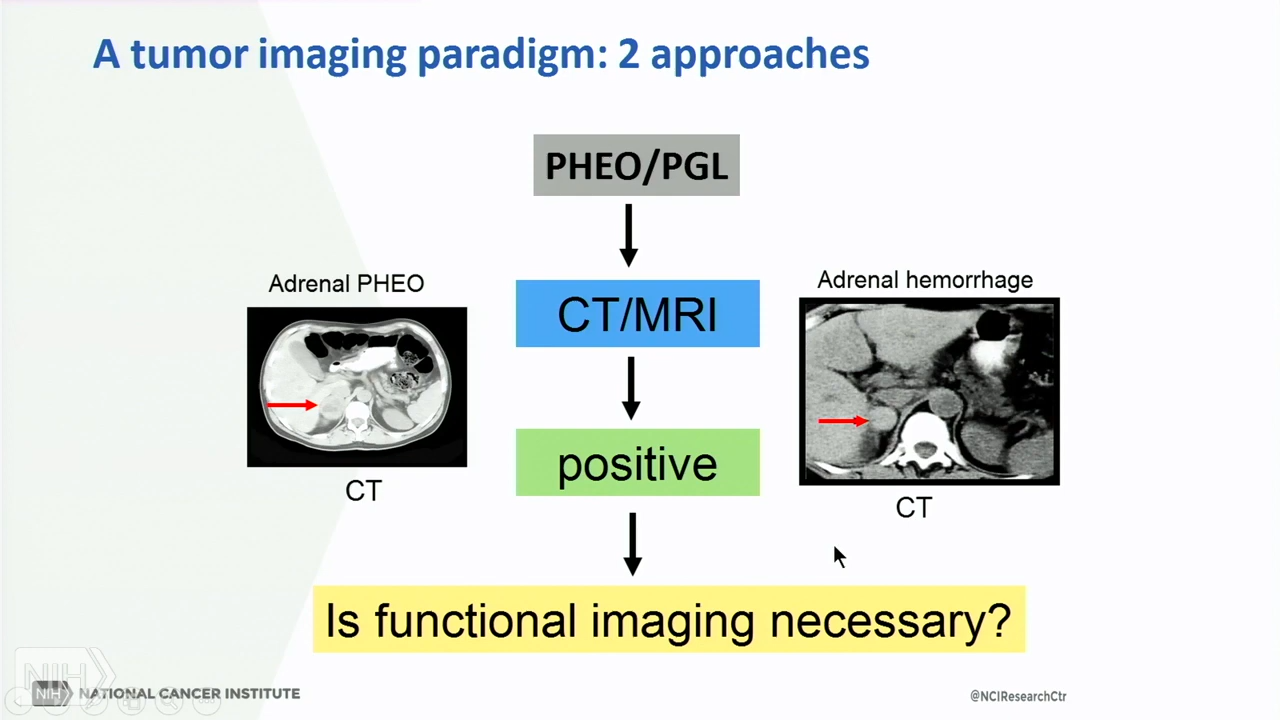 A tumor imaging paradigm: 2 approaches
PHEO/PGL
Adrenal PHEO
CT/MRI
Adrenal hemorrhage
positive
CT
CT
Is functional imaging necessary?
NIH
NIH NATIONAL CANCER INSTITUTE
@NCIResearchCtr